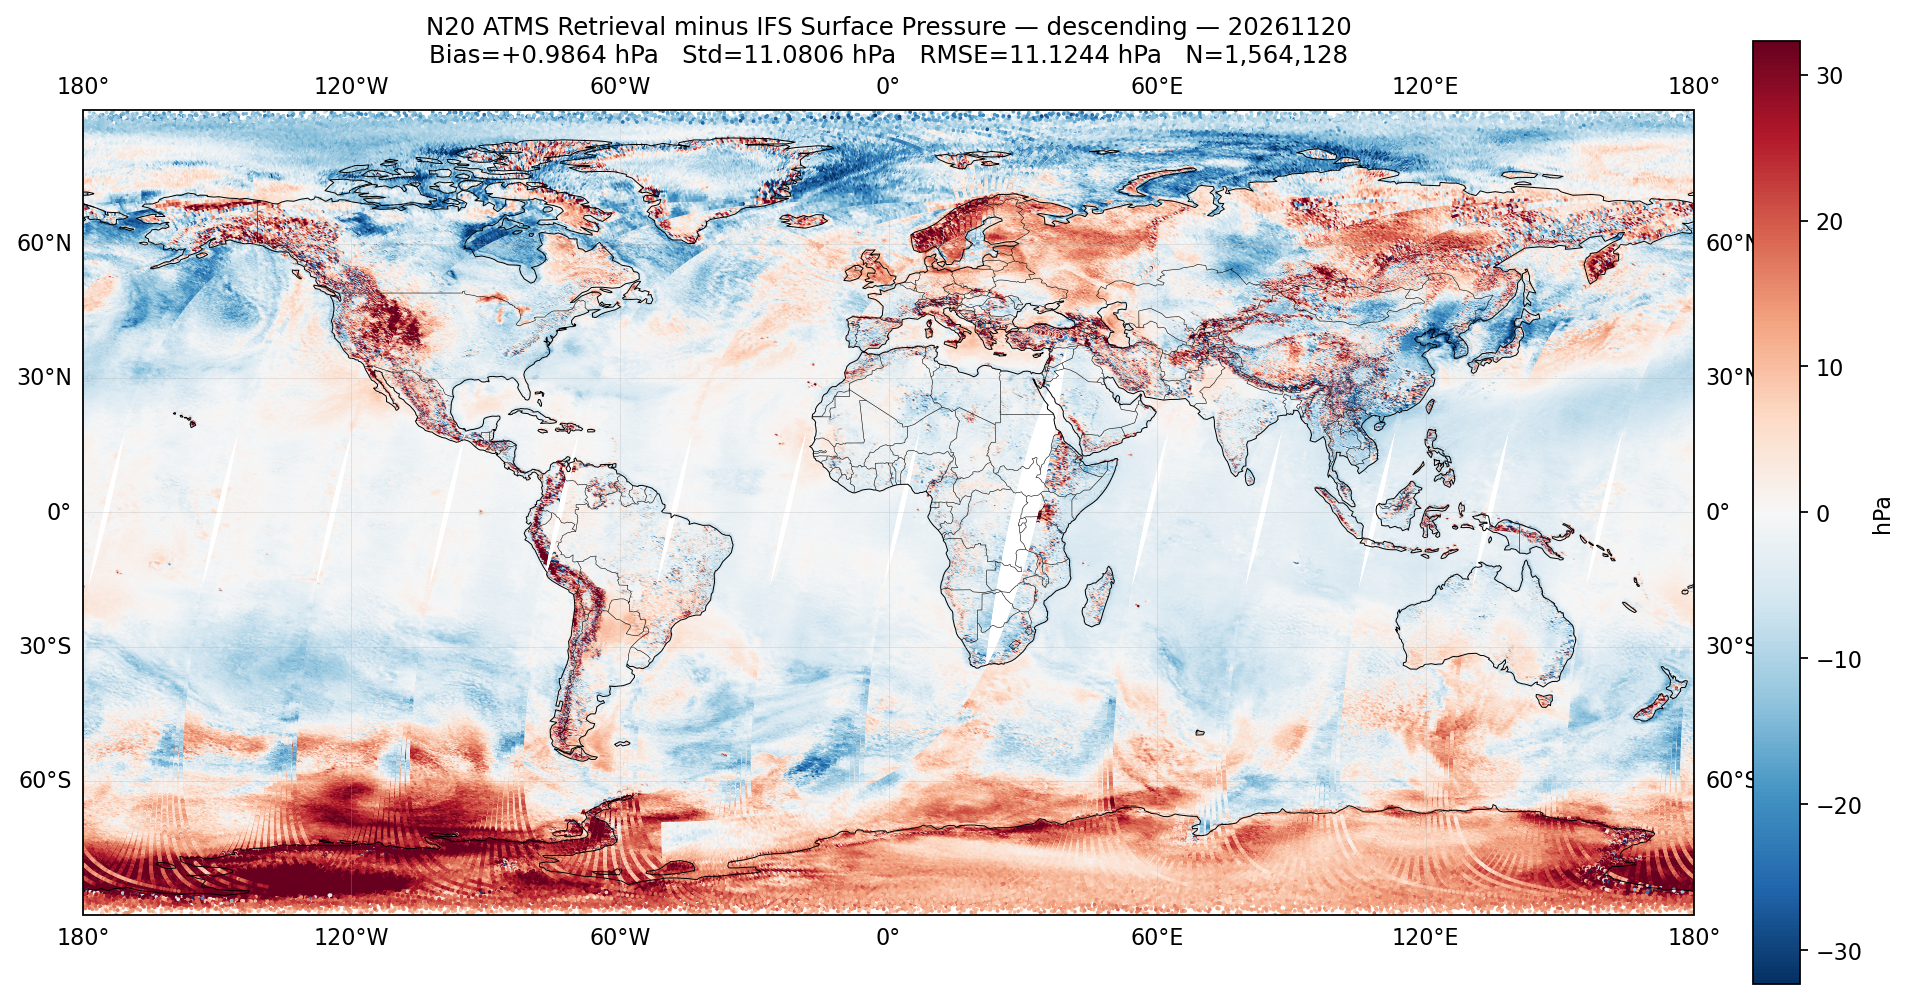 N20 ATMS Retrieval minus IFS Surface Pressure — descending — 20261120
Bias=+0.9864 hPa   Std=11.0806 hPa   RMSE=11.1244 hPa   N=1,564,128
180° 120°W 60°W 0° 60°E 120°E 180°
60°N 60°N
30°N 30°N
0° 0°
30°S 30°S
60°S 60°S
180° 120°W 60°W 0° 60°E 120°E 180°
30
20
10
0
−10
−20
−30
hPa